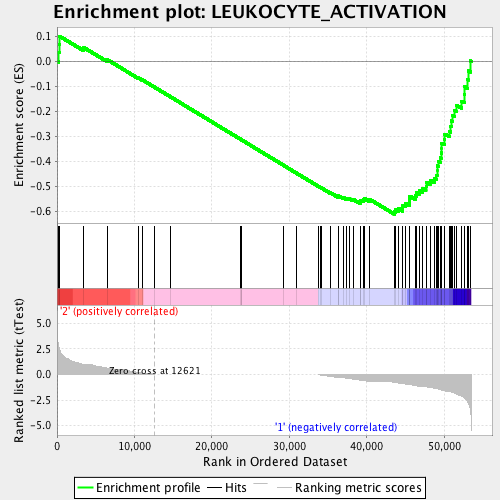 Enrichment plot: LEUKOCYTE_ACTIVATION
Enrichment score (ES)
0.1
0.0
-0.1
-0.2
-0.3
-0.4
-0.5
-0.6
'2' (positively correlated)
Ranked list metric (tTest)
5.0
2.5
0.0
-2.5
-5.0
Zero cross at 12621
'1' (negatively correlated)
0
10,000
20,000
30,000
40,000
50,000
Rank in Ordered Dataset
Enrichment profile
Hits
Ranking metric scores